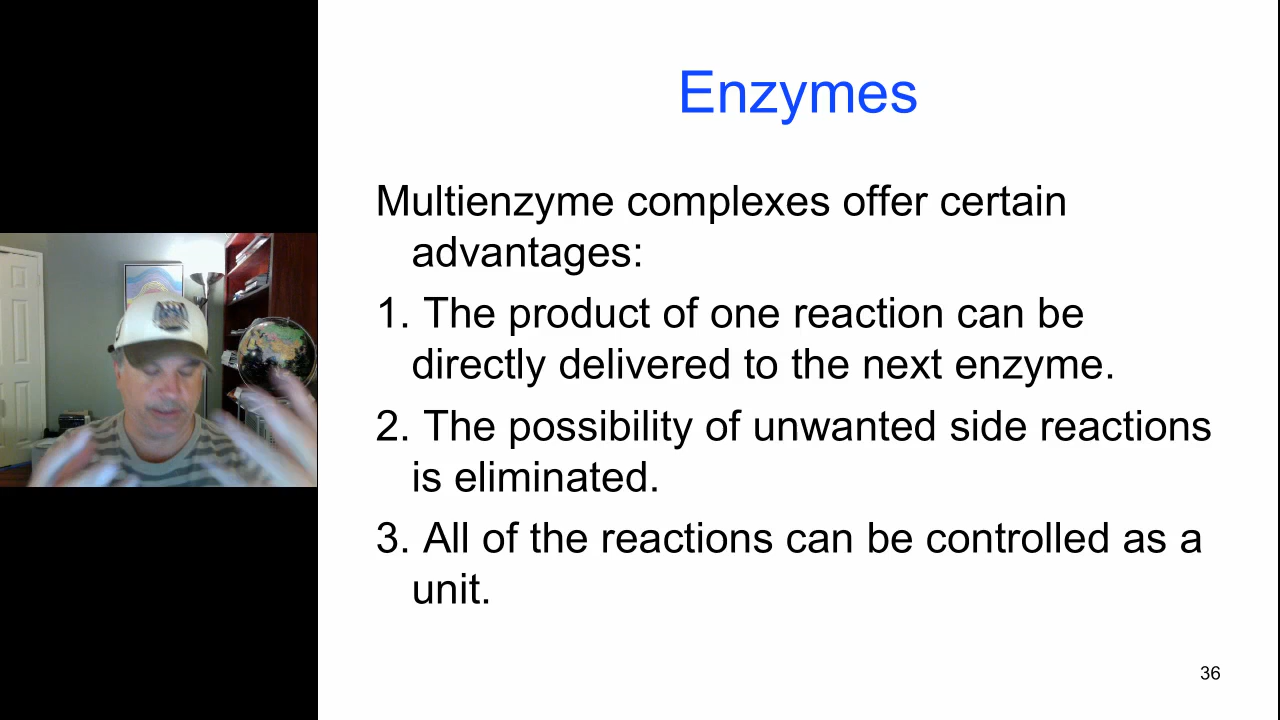 Enzymes
Multienzyme complexes offer certain
advantages:
1. The product of one reaction can be
directly delivered to the next enzyme.
2. The possibility of unwanted side reactions
is eliminated.
3. All of the reactions can be controlled as a
unit.
36